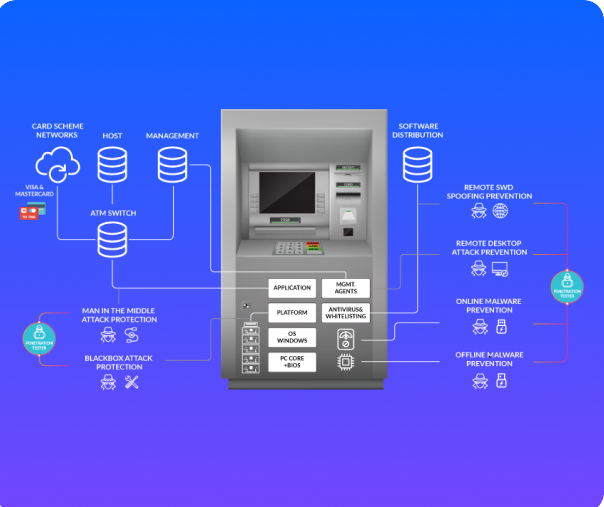 CARD SCHEME
NETWORKS
HOST
MANAGEMENT
SOFTWARE
DISTRIBUTION
VISA &
MASTERCARD
ATM SWITCH
REMOTE SWD
SPOOFING PREVENTION
REMOTE DESKTOP
ATTACK PREVENTION
APPLICATION
MGMT.
AGENTS
PENETRATION
TESTER
ONLINE MALWARE
PREVENTION
MAN IN THE MIDDLE
ATTACK PROTECTION
PLATFORM
ANTIVIRUS&
WHITELISTING
PENETRATION
TESTER
OS
WINDOWS
BLACKBOX ATTACK
PROTECTION
PC CORE
+BIOS
OFFLINE MALWARE
PREVENTION